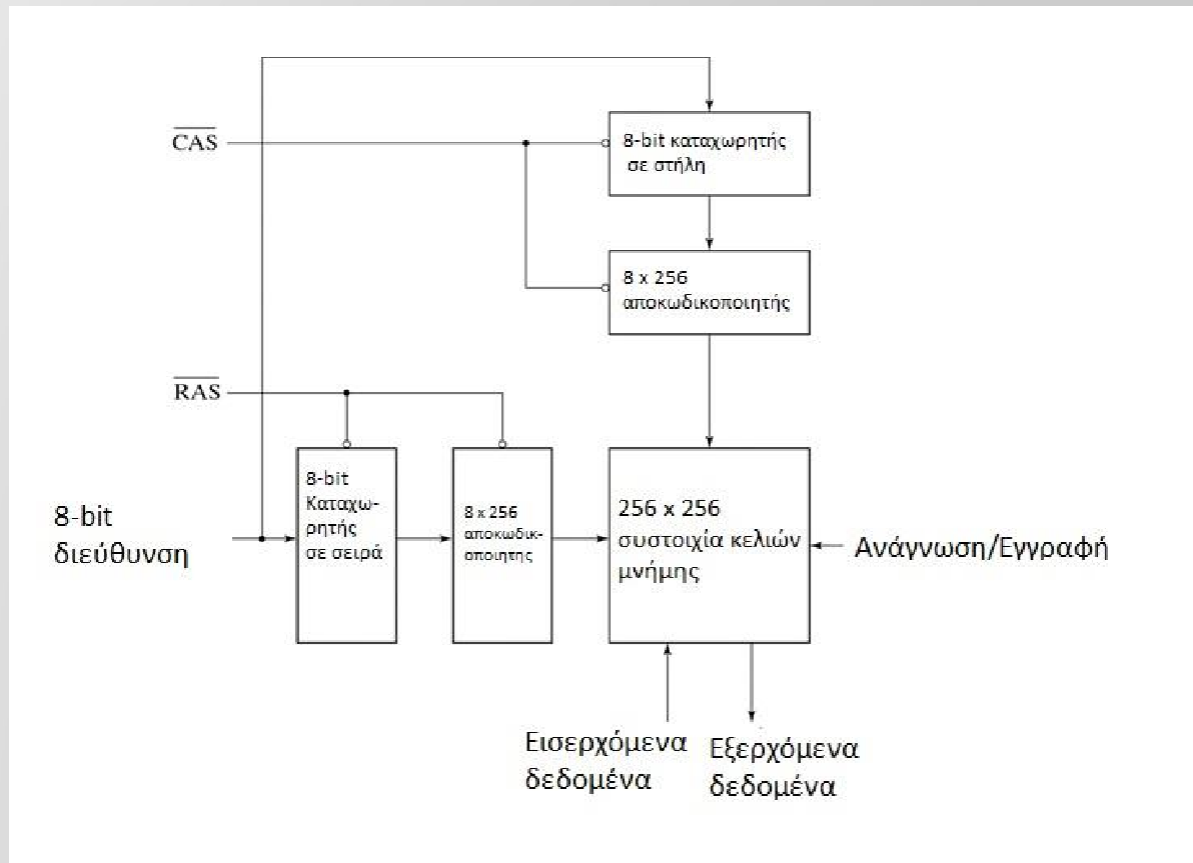 CAS
8-bit καταχωρητής
σε στήλη
8 x 256
αποκωδικοποιητής
RAS
8-bit
διεύθυνση
8-bit
Καταχω-
ρητής
σε σειρά
8 x 256
αποκωδικ-
οποιητης
256 x 256
συστοιχία κελιών
μνήμης
Ανάγνωση/Εγγραφή
Εισερχόμενα
δεδομένα
Εξερχόμενα
δεδομένα